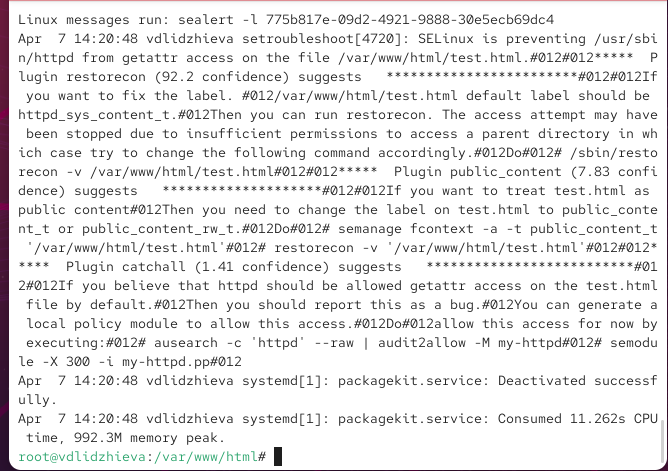 Linux messages run: sealert -l 775b817e-09d2-4921-9888-30e5ecb69dc4
Apr  7 14:20:48 vdlidzhieva setroubleshoot[4720]: SELinux is preventing /usr/sbi
n/httpd from getattr access on the file /var/www/html/test.html.#012#012*****  P
lugin restorecon (92.2 confidence) suggests   ************************#012#012If
 you want to fix the label. #012/var/www/html/test.html default label should be
httpd_sys_content_t.#012Then you can run restorecon. The access attempt may have
 been stopped due to insufficient permissions to access a parent directory in wh
ich case try to change the following command accordingly.#012Do#012# /sbin/resto
recon -v /var/www/html/test.html#012#012*****  Plugin public_content (7.83 confi
dence) suggests   ********************#012#012If you want to treat test.html as
public content#012Then you need to change the label on test.html to public_conte
nt_t or public_content_rw_t.#012Do#012# semanage fcontext -a -t public_content_t
 '/var/www/html/test.html'#012# restorecon -v '/var/www/html/test.html'#012#012*
****  Plugin catchall (1.41 confidence) suggests   **************************#01
2#012If you believe that httpd should be allowed getattr access on the test.html
 file by default.#012Then you should report this as a bug.#012You can generate a
 local policy module to allow this access.#012Do#012allow this access for now by
 executing:#012# ausearch -c 'httpd' --raw | audit2allow -M my-httpd#012# semodu
le -X 300 -i my-httpd.pp#012
Apr  7 14:20:48 vdlidzhieva systemd[1]: packagekit.service: Deactivated successf
ully.
Apr  7 14:20:48 vdlidzhieva systemd[1]: packagekit.service: Consumed 11.262s CPU
 time, 992.3M memory peak.
root@vdlidzhieva:/var/www/html#